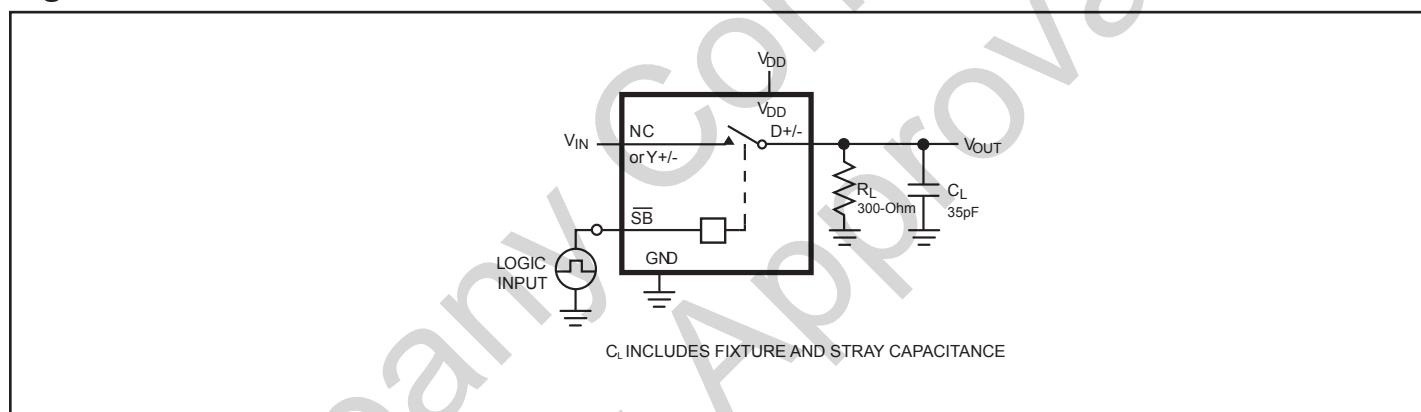 VDD
VDD
VIN
NC
D+/-
VOUT
or Y+/-
RL
300-Ohm
CL
35pF
SB
GND
LOGIC
INPUT
CL INCLUDES FIXTURE AND STRAY CAPACITANCE